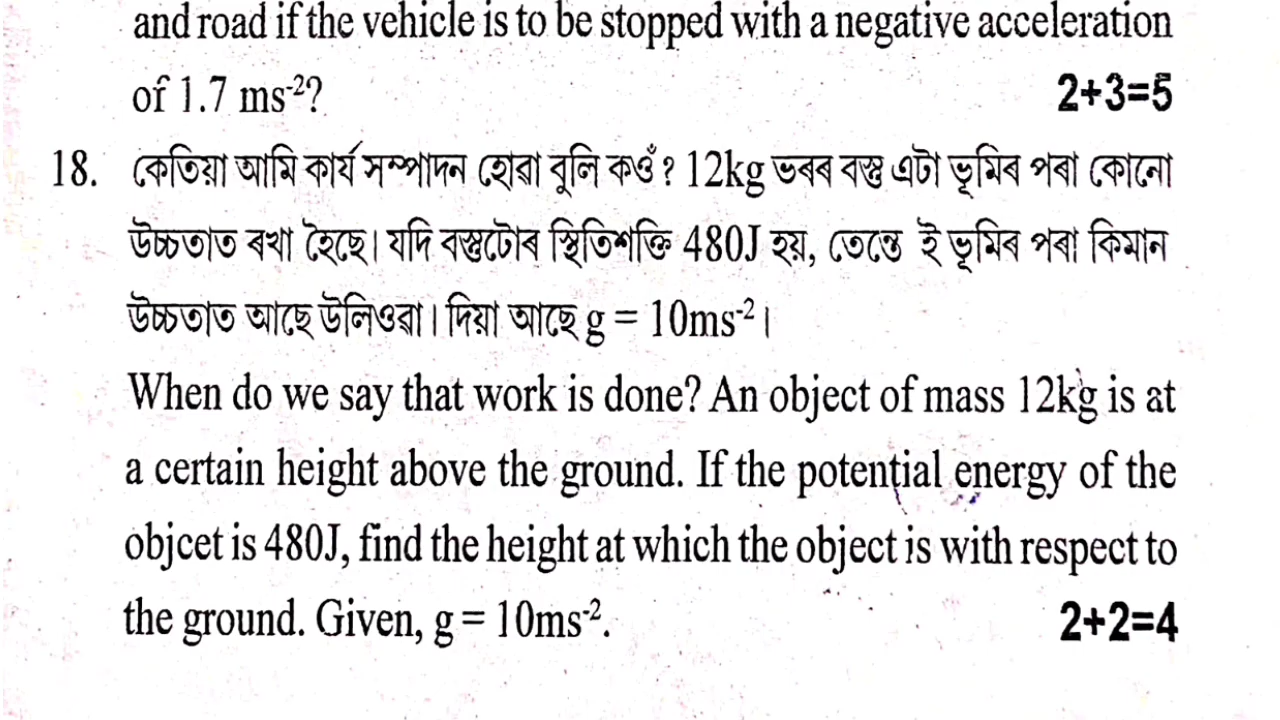 and road if the vehicle is to be stopped with a negative acceleration
of 1.7 ms⁻²? 2+3=5
18. কেতিয়া আমি কাৰ্য সম্পাদন হোৱা বুলি কওঁ? 12kg ভৰৰ বস্তু এটা ভূমিৰ পৰা কোনো
উচ্চতাত ৰখা হৈছে। যদি বস্তুটোৰ স্থিতিশক্তি 480J হয়, তেন্তে ই ভূমিৰ পৰা কিমান
উচ্চতাত আছে উলিওৱা। দিয়া আছে g = 10ms⁻²।
When do we say that work is done? An object of mass 12kg is at
a certain height above the ground. If the potential energy of the
objcet is 480J, find the height at which the object is with respect to
the ground. Given, g = 10ms⁻². 2+2=4